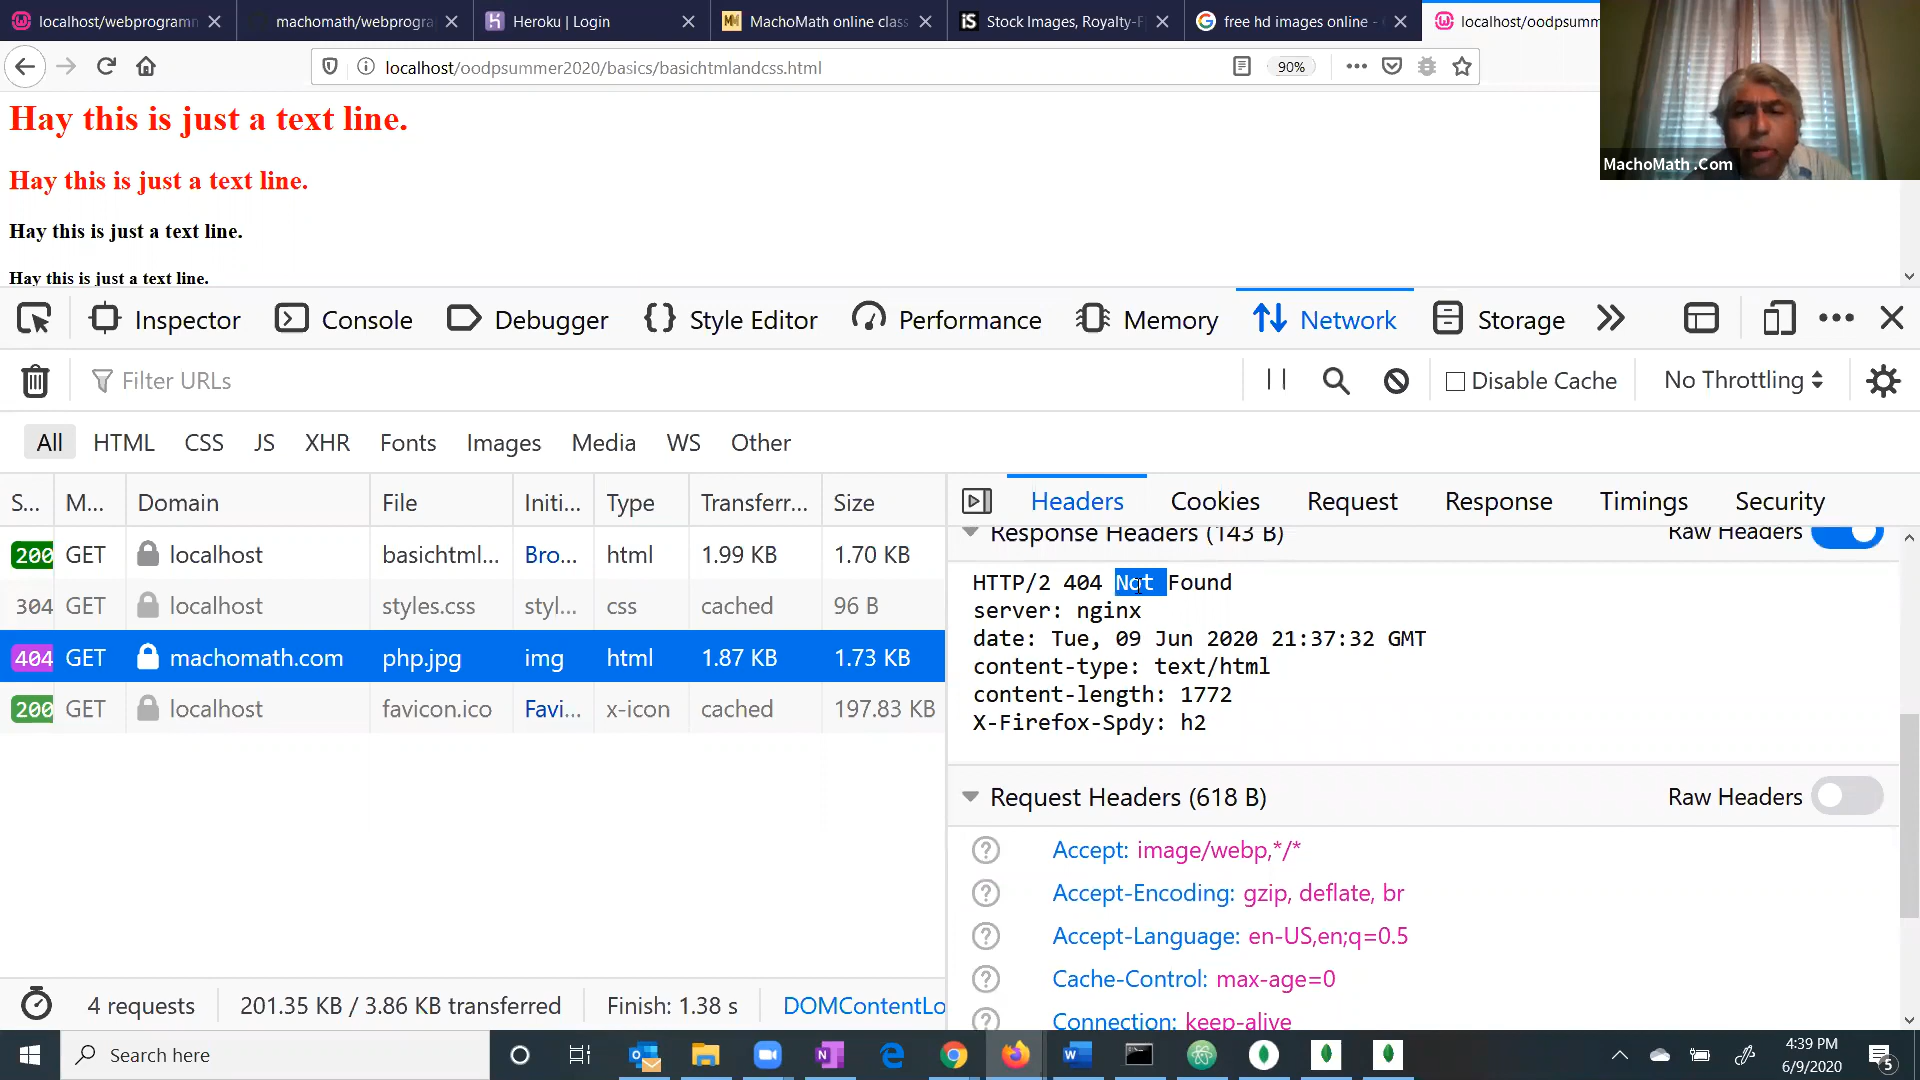 localhost/webprogramm
machomath/webprogra
Heroku | Login
MachoMath online class
Stock Images, Royalty-F
free hd images online -
localhost/oodpsumm
localhost/oodpsummer2020/basics/basichtmlandcss.html
90%
MachoMath .Com
Hay this is just a text line.
Hay this is just a text line.
Hay this is just a text line.
Hay this is just a text line.
Inspector Console Debugger Style Editor Performance Memory Network Storage
Filter URLs
Disable Cache
No Throttling
All HTML CSS JS XHR Fonts Images Media WS Other
S... M... Domain File Initi... Type Transferr... Size
200 GET localhost basichtml... Bro... html 1.99 KB 1.70 KB
304 GET localhost styles.css styl... css cached 96 B
404 GET machomath.com php.jpg img html 1.87 KB 1.73 KB
200 GET localhost favicon.ico Favi... x-icon cached 197.83 KB
4 requests
201.35 KB / 3.86 KB transferred
Finish: 1.38 s
DOMContentLo
Headers Cookies Request Response Timings Security
Response Headers (143 B)
Raw Headers
HTTP/2 404 Not Found
server: nginx
date: Tue, 09 Jun 2020 21:37:32 GMT
content-type: text/html
content-length: 1772
X-Firefox-Spdy: h2
Request Headers (618 B)
Raw Headers
Accept: image/webp,*/*
Accept-Encoding: gzip, deflate, br
Accept-Language: en-US,en;q=0.5
Cache-Control: max-age=0
Connection: keep-alive
Search here
4:39 PM
6/9/2020
5